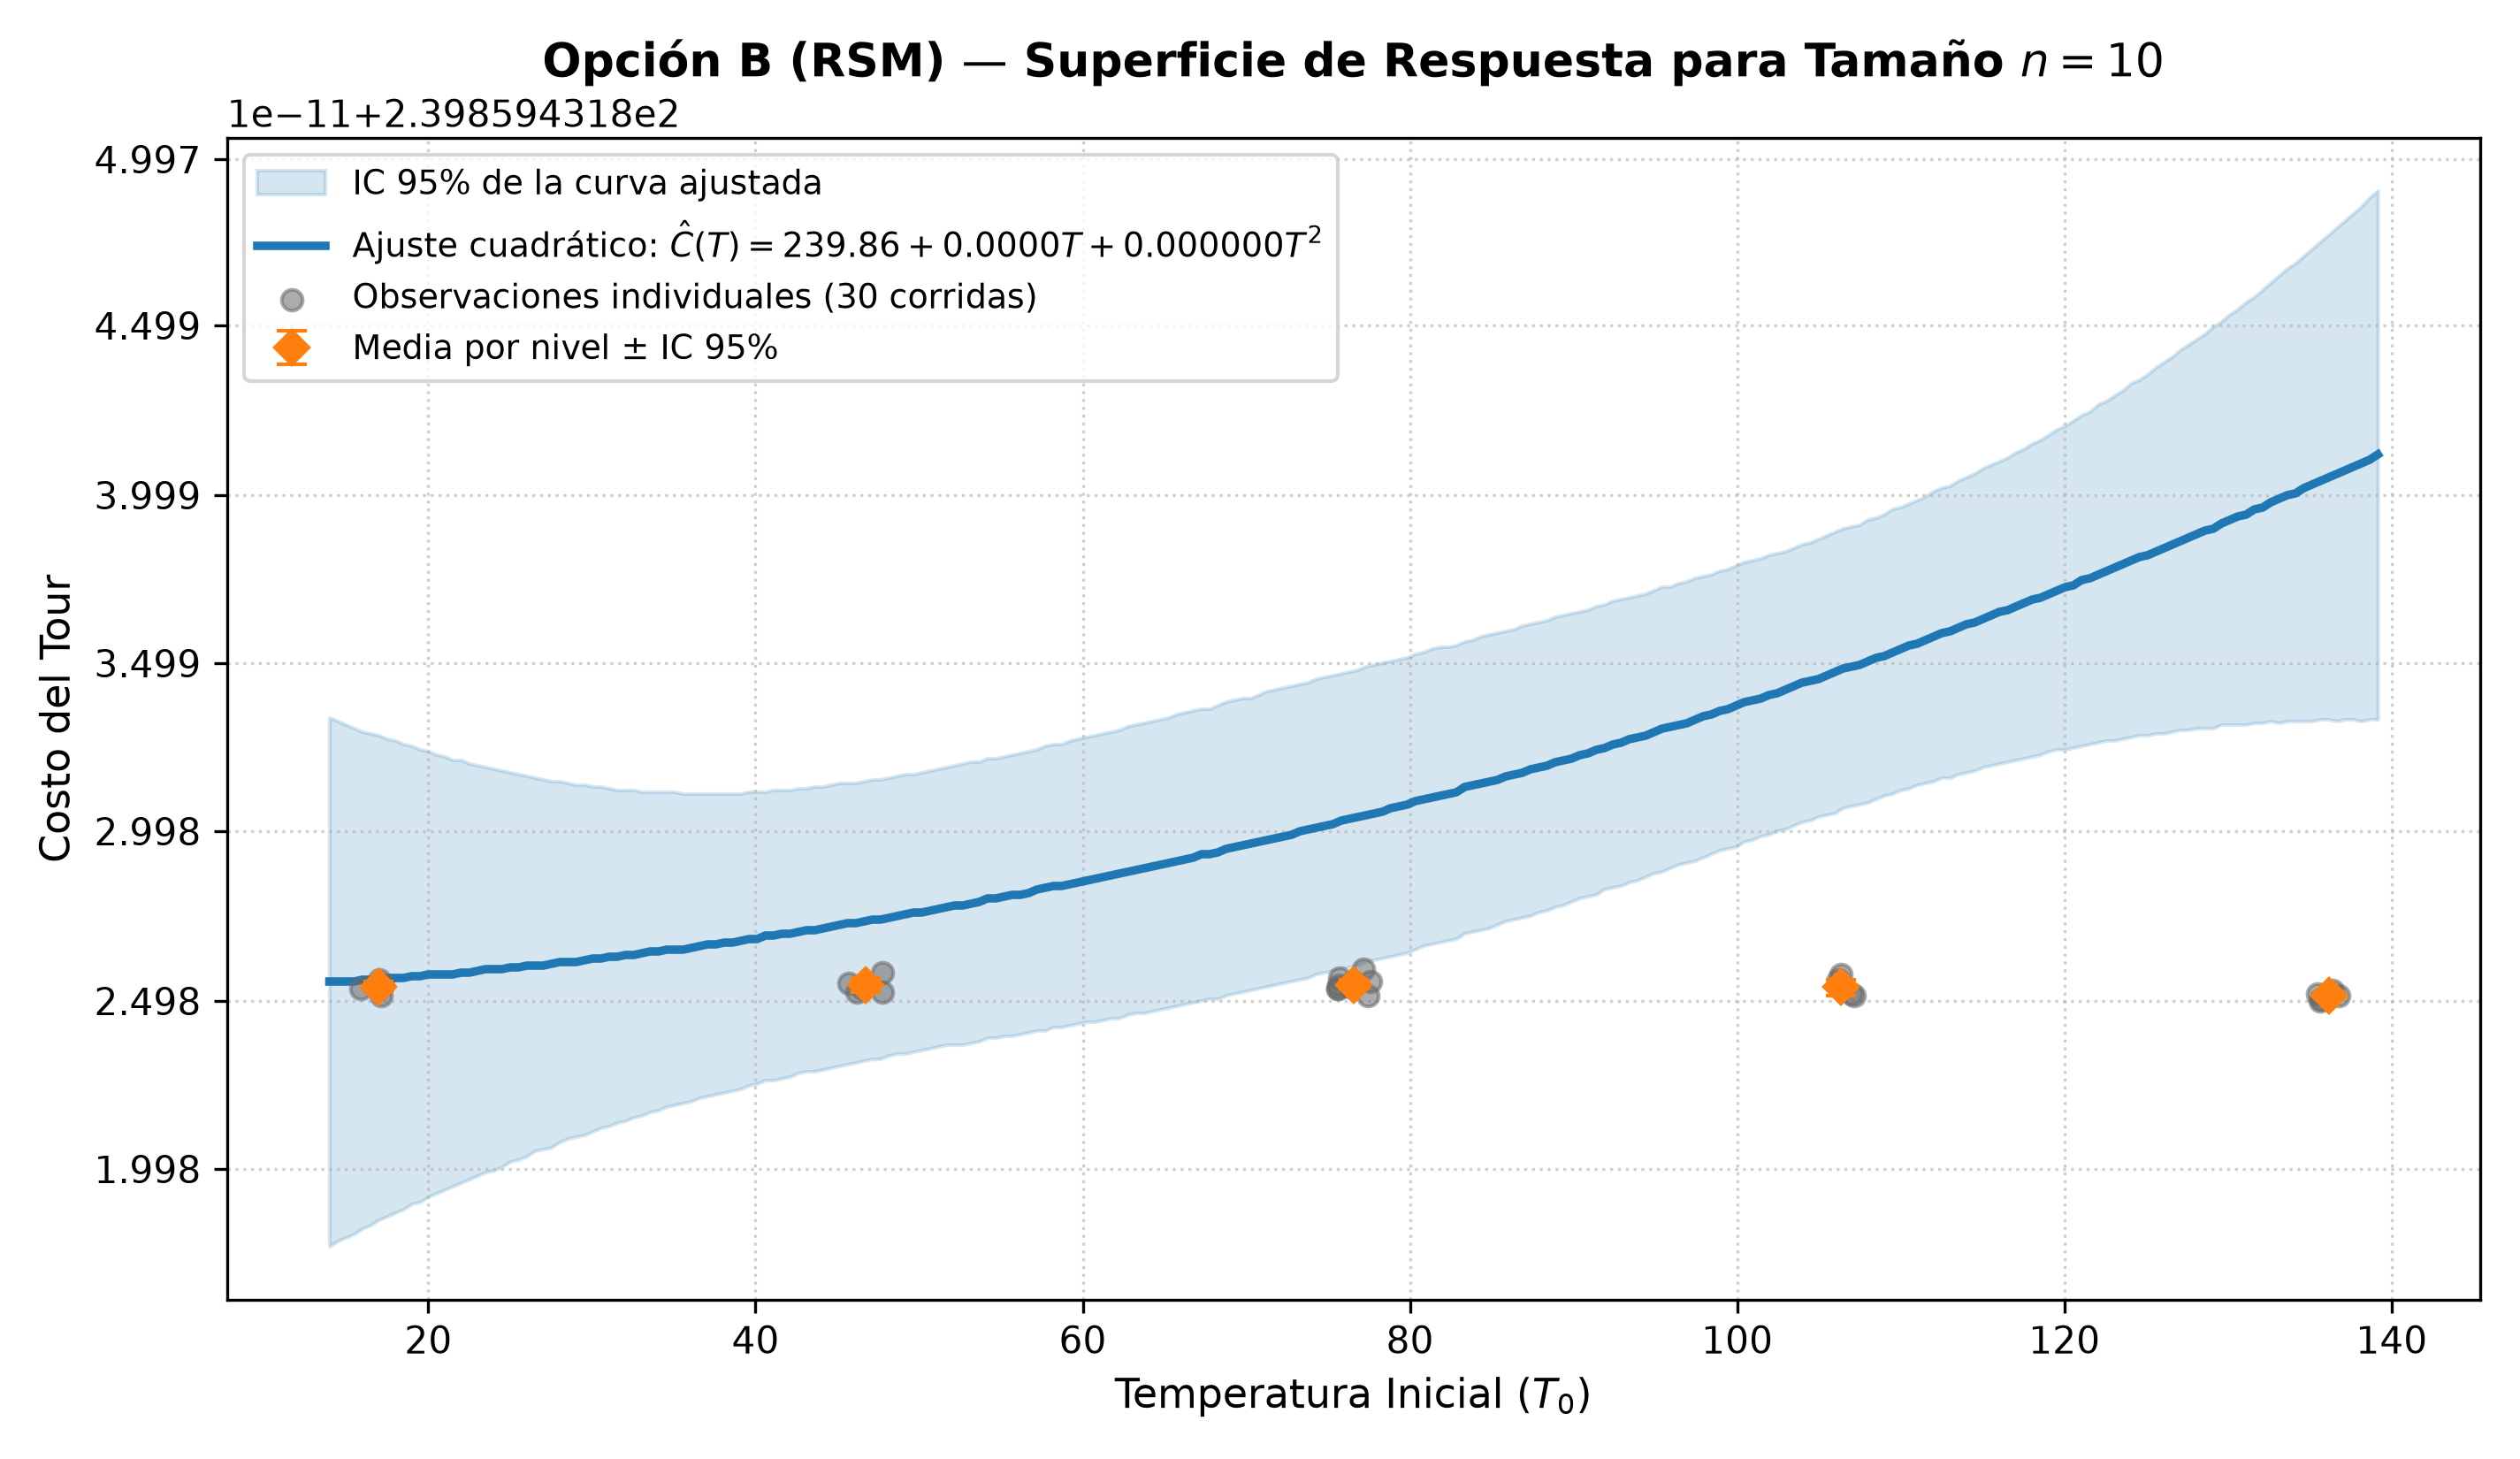 Opción B (RSM) — Superficie de Respuesta para Tamaño n = 10
1e−11+2.398594318e2
4.997
4.499
3.999
3.499
2.998
2.498
1.998
Costo del Tour
IC 95% de la curva ajustada
Ajuste cuadrático: Ĉ(T) = 239.86 + 0.0000T + 0.000000T²
Observaciones individuales (30 corridas)
Media por nivel ± IC 95%
20 40 60 80 100 120 140
Temperatura Inicial (T₀)